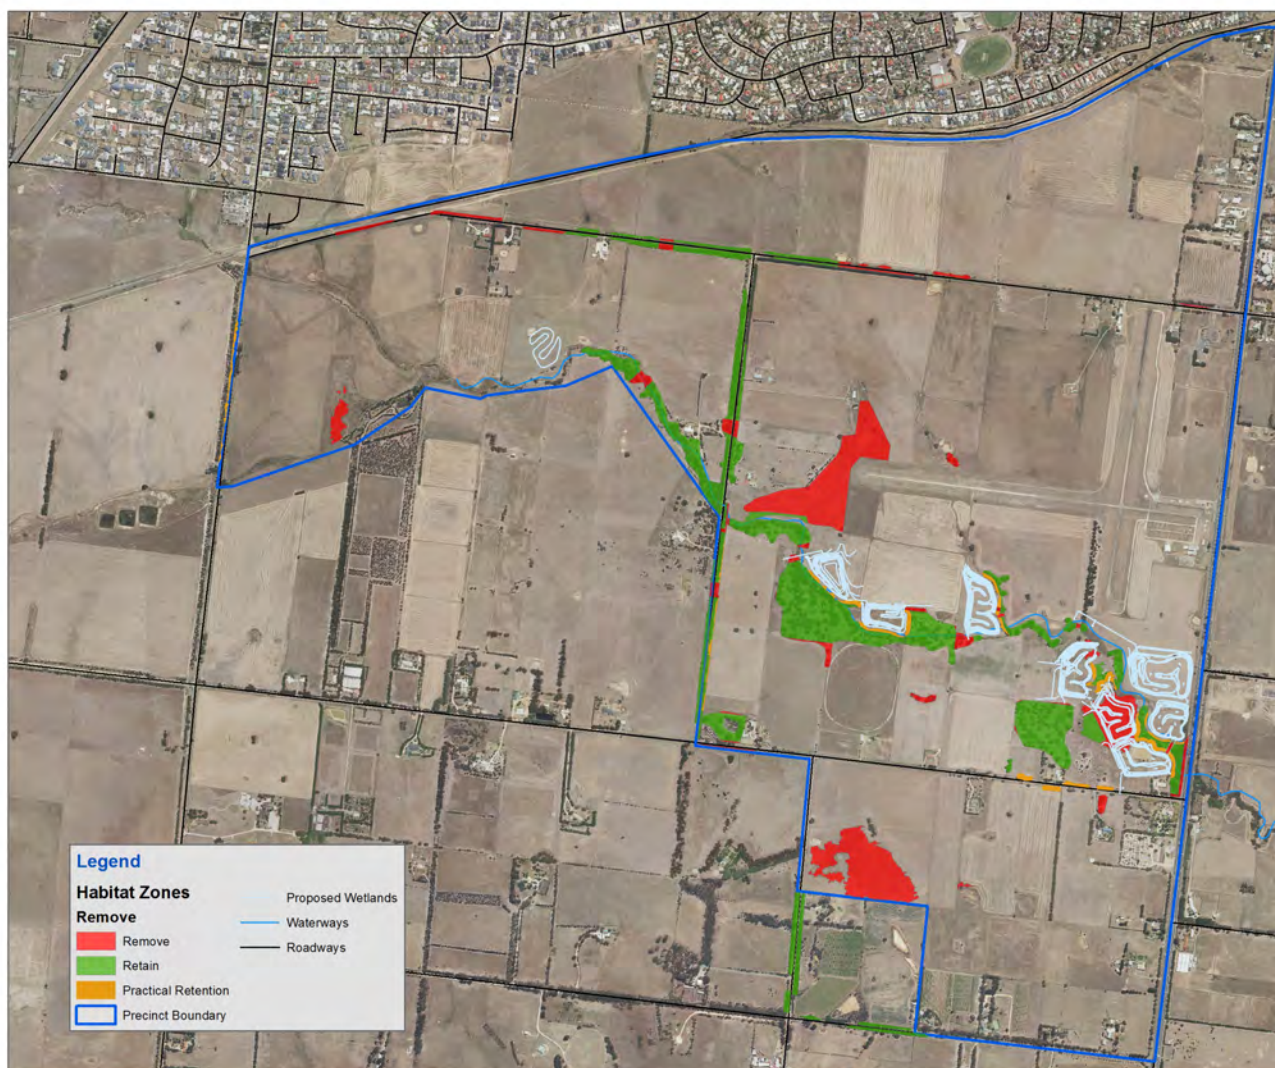 Legend
Habitat Zones
Remove
Remove
Retain
Practical Retention
Precinct Boundary
Proposed Wetlands
Waterways
Roadways